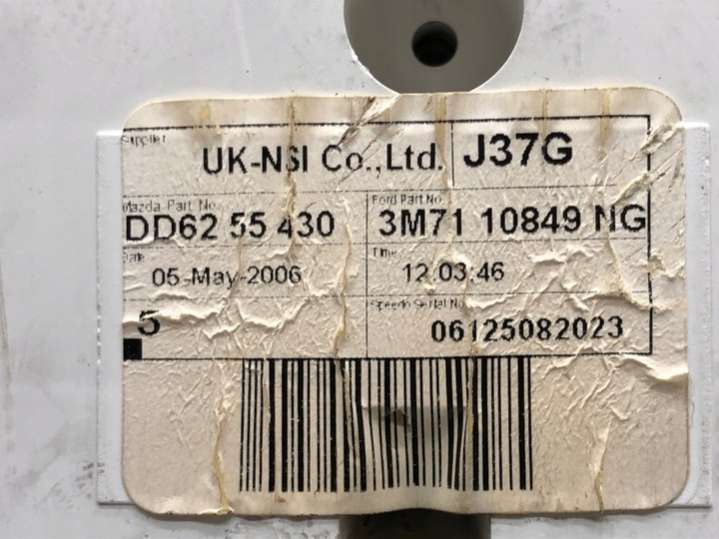 Supplier
UK-NSI Co.,Ltd. J37G
Mazda Part No. Ford Part No
DD62 55 430 3M71 10849 NG
Date Time
05-May-2006 12:03:46
5 Speedo Serial No
06125082023